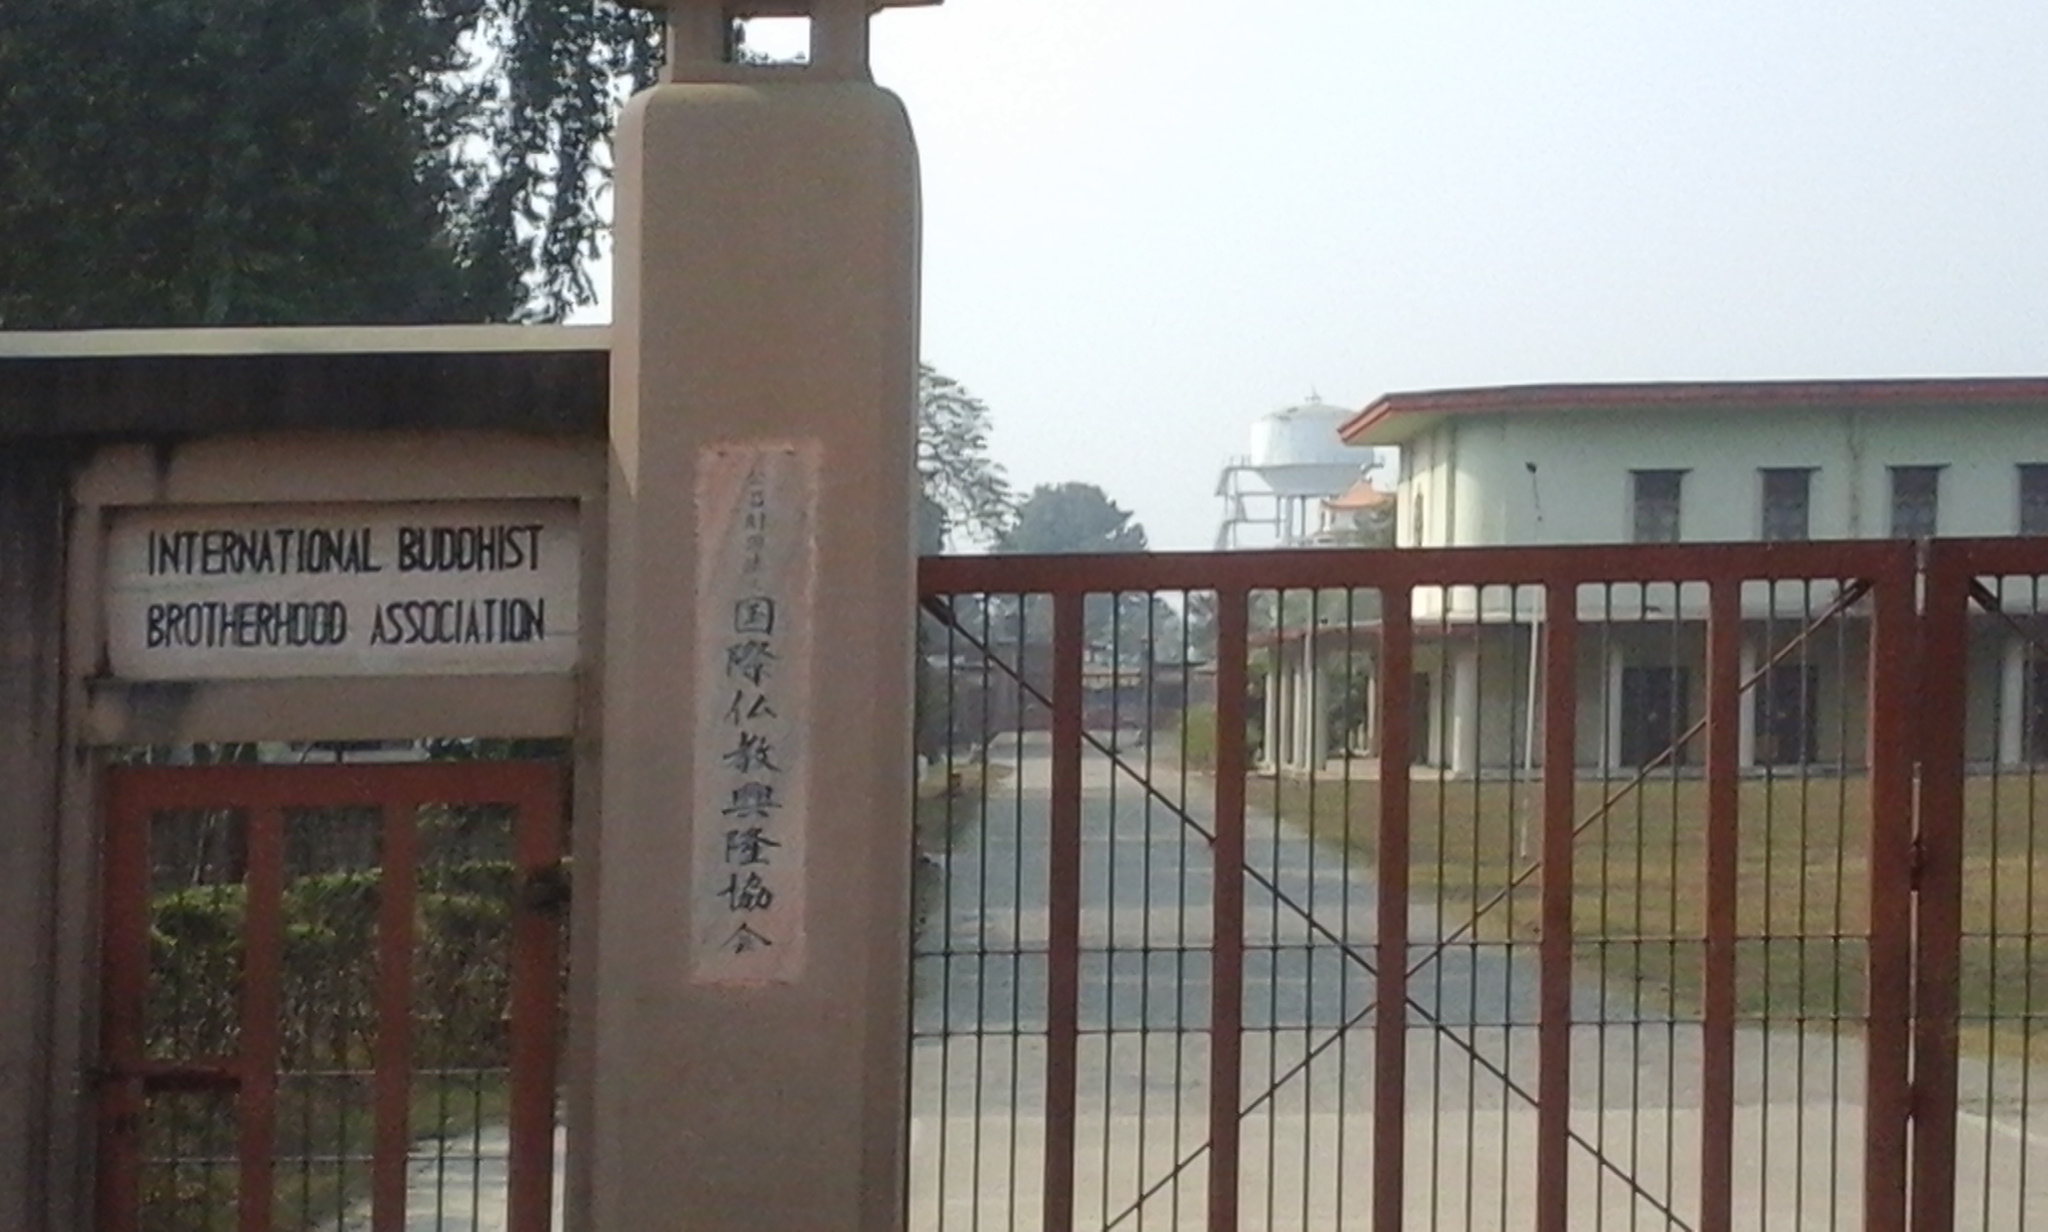 INTERNATIONAL BUDDHIST
BROTHERHOOD ASSOCIATION
国際仏教興隆協会